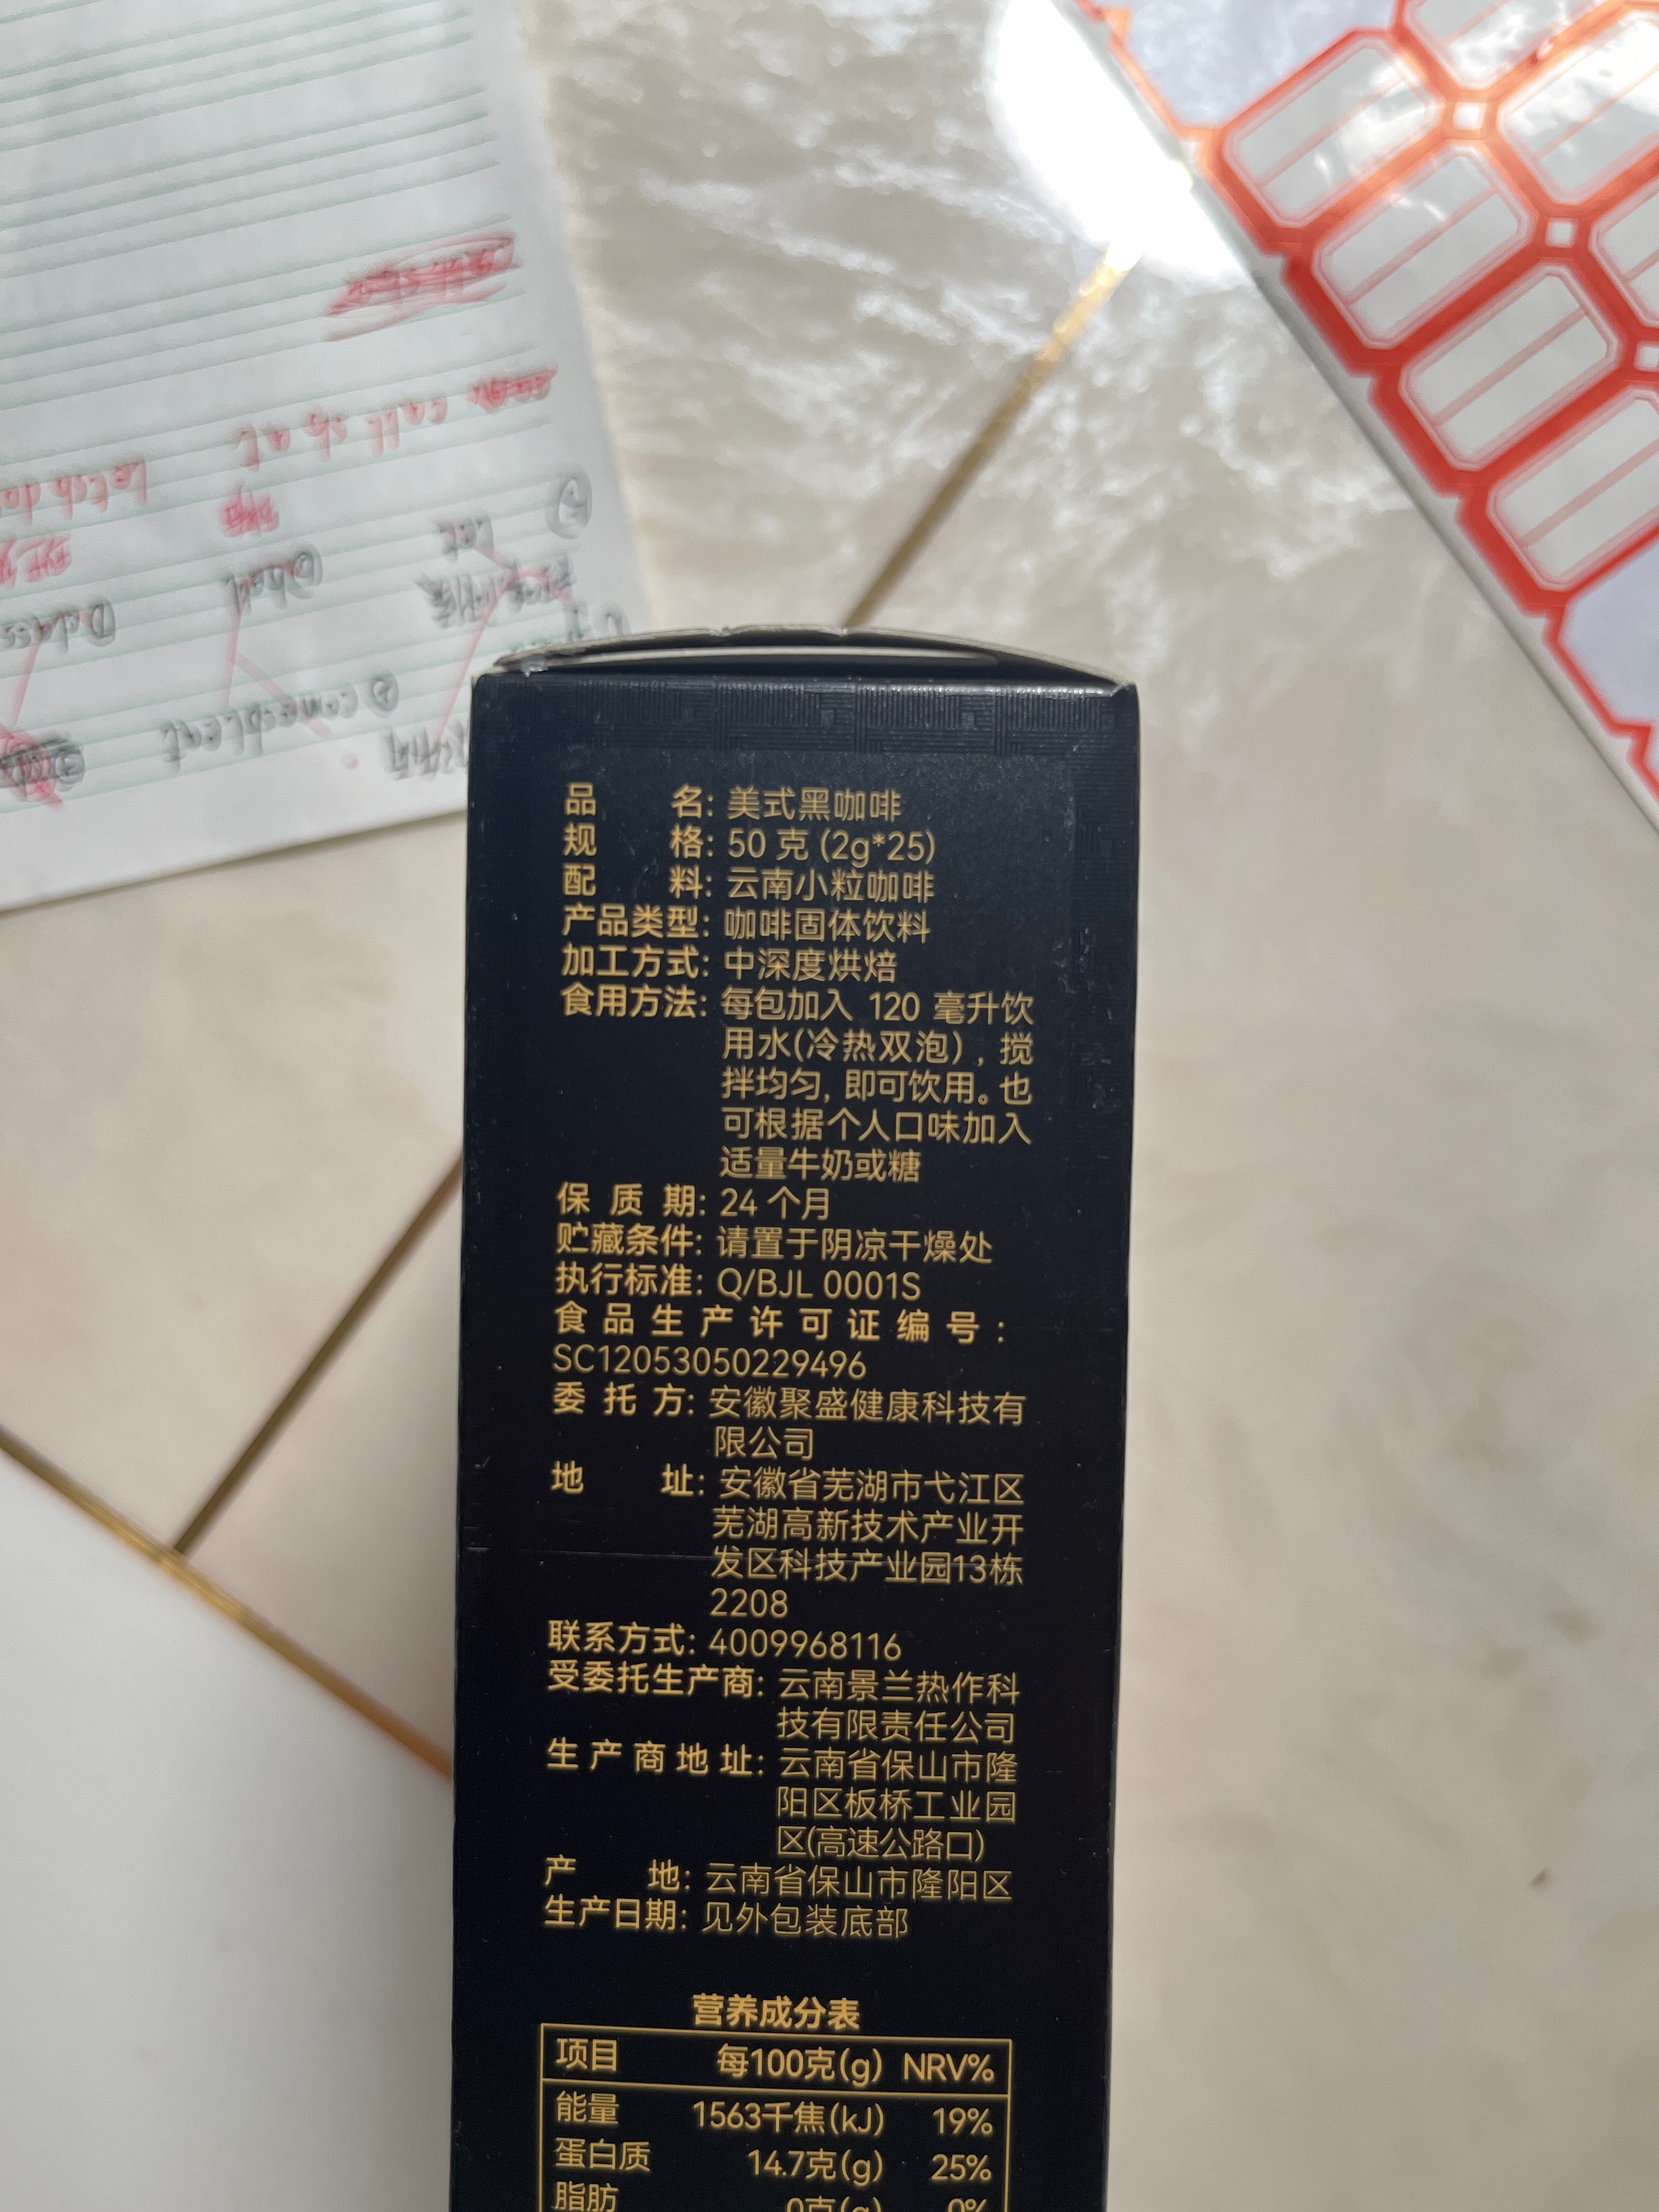 品名: 美式黑咖啡
规格: 50 克 (2g*25)
配料: 云南小粒咖啡
产品类型: 咖啡固体饮料
加工方式: 中深度烘焙
食用方法: 每包加入 120 毫升饮
用水(冷热双泡) , 搅
拌均匀, 即可饮用。也
可根据个人口味加入
适量牛奶或糖
保质期: 24 个月
贮藏条件: 请置于阴凉干燥处
执行标准: Q/BJL 0001S
食品生产许可证编号:
SC12053050229496
委托方: 安徽聚盛健康科技有
限公司
地址: 安徽省芜湖市弋江区
芜湖高新技术产业开
发区科技产业园13栋
2208
联系方式: 4009968116
受委托生产商: 云南景兰热作科
技有限责任公司
生产商地址: 云南省保山市隆
阳区板桥工业园
区(高速公路口)
产地: 云南省保山市隆阳区
生产日期: 见外包装底部
营养成分表
项目 每100克(g) NRV%
能量 1563千焦(kJ) 19%
蛋白质 14.7克(g) 25%
脂肪 0克(g) 0%
call sb at